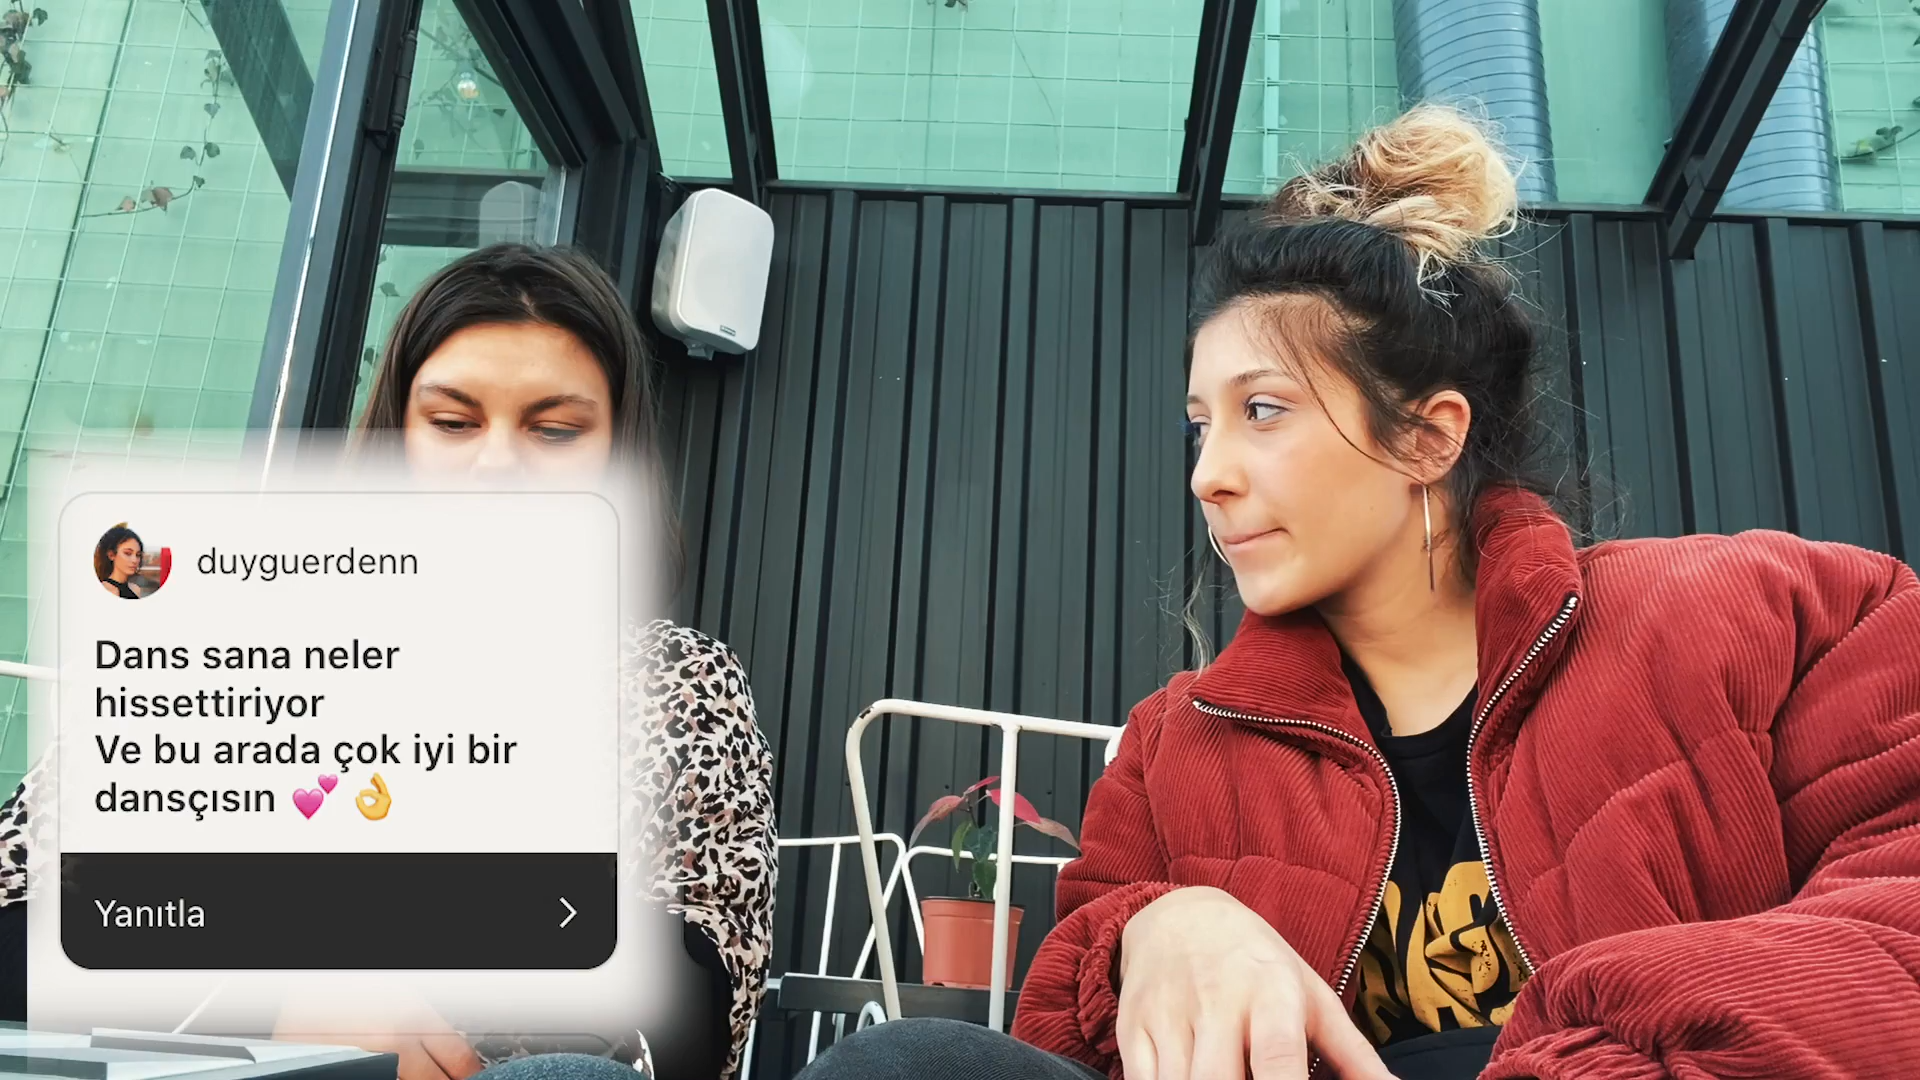 duyguerdenn
Dans sana neler
hissettiriyor
Ve bu arada çok iyi bir
dansçısın 💕 👌
Yanıtla